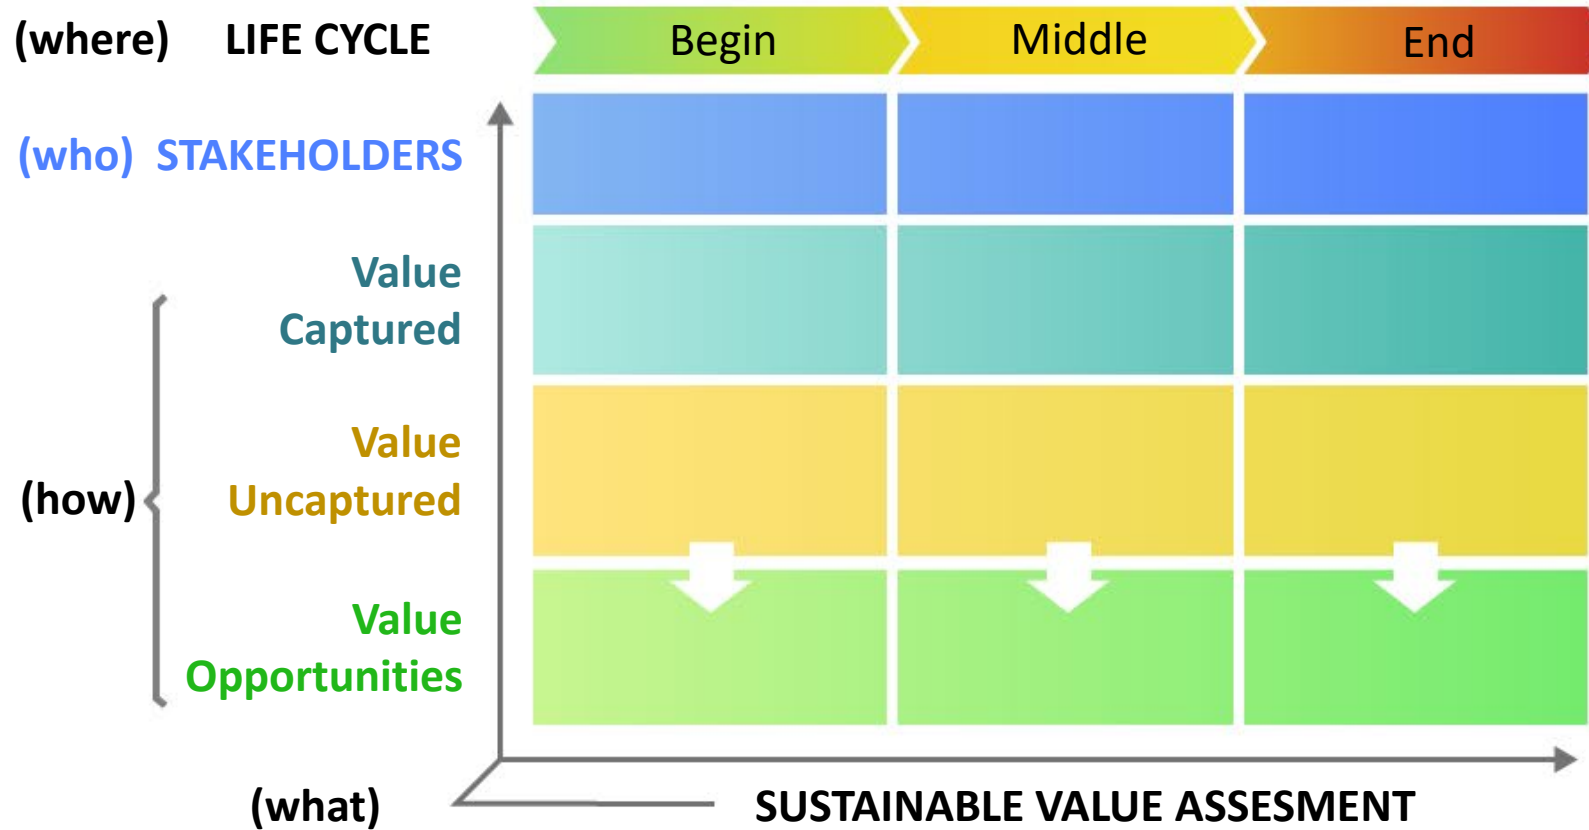 (where) LIFE CYCLE Begin Middle End
(who) STAKEHOLDERS
Value
Captured
Value
(how) Uncaptured
Value
Opportunities
(what) SUSTAINABLE VALUE ASSESMENT